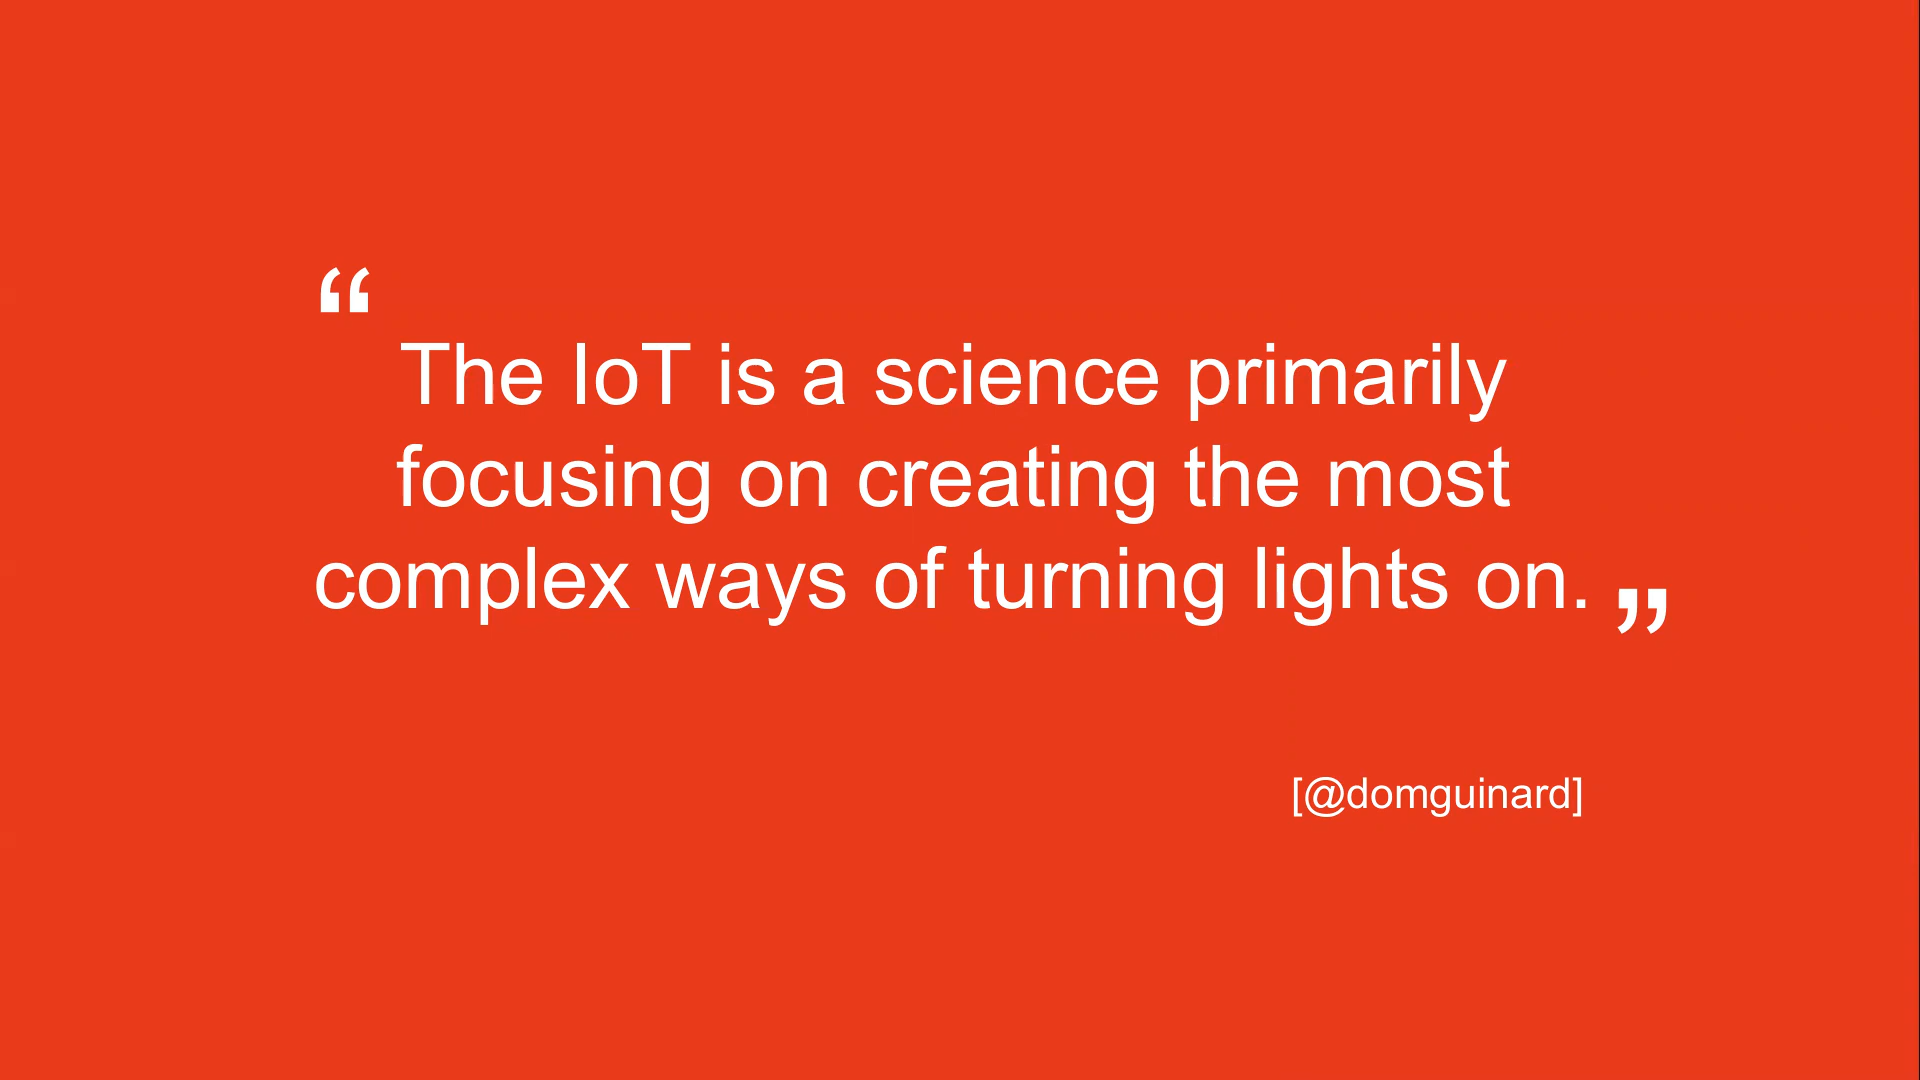 “
The IoT is a science primarily
focusing on creating the most
complex ways of turning lights on. ”
[@domguinard]